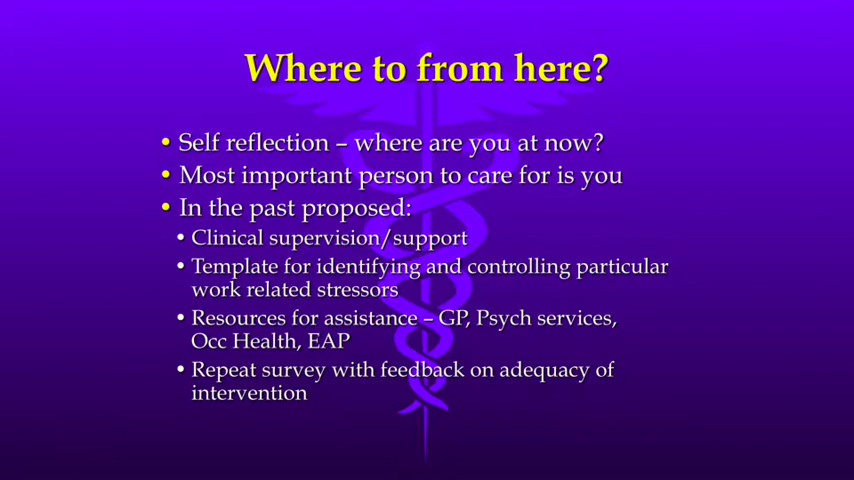 Where to from here?
• Self reflection – where are you at now?
• Most important person to care for is you
• In the past proposed:
• Clinical supervision/support
• Template for identifying and controlling particular
work related stressors
• Resources for assistance – GP, Psych services,
Occ Health, EAP
• Repeat survey with feedback on adequacy of
intervention